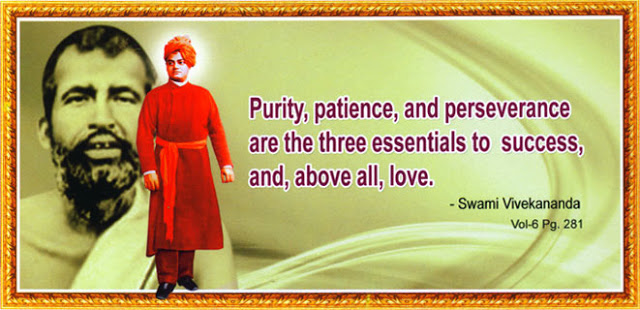 Purity, patience, and perseverance
are the three essentials to success,
and, above all, love.
- Swami Vivekananda
Vol-6 Pg. 281